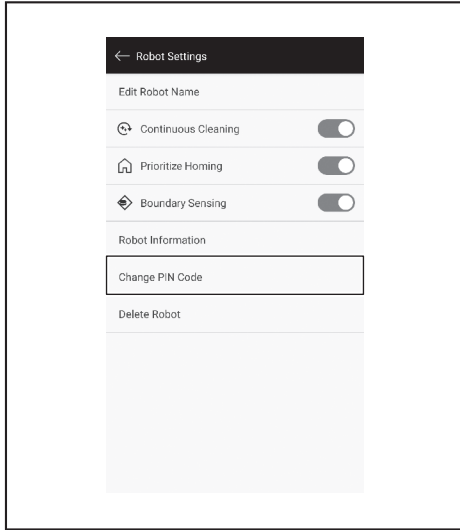 Robot Settings
Edit Robot Name
Continuous Cleaning
Prioritize Homing
Boundary Sensing
Robot Information
Change PIN Code
Delete Robot